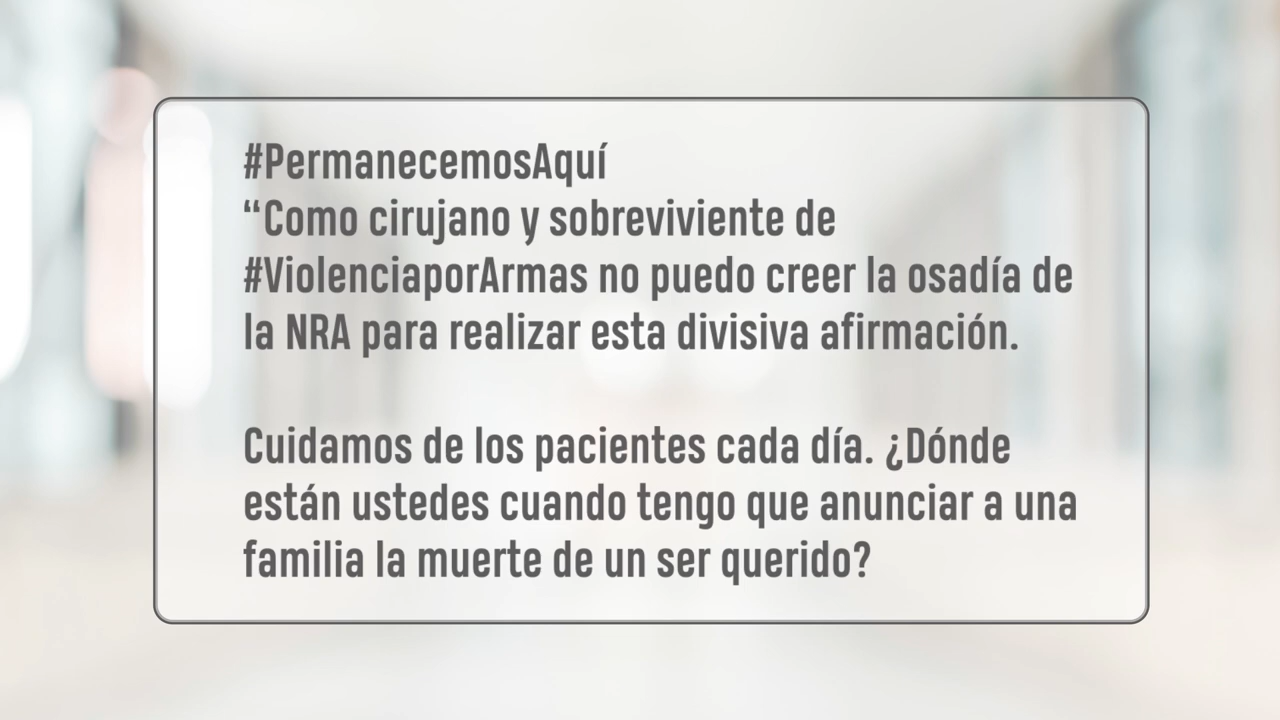 #PermanecemosAquí
“Como cirujano y sobreviviente de
#ViolenciaporArmas no puedo creer la osadía de
la NRA para realizar esta divisiva afirmación.
Cuidamos de los pacientes cada día. ¿Dónde
están ustedes cuando tengo que anunciar a una
familia la muerte de un ser querido?